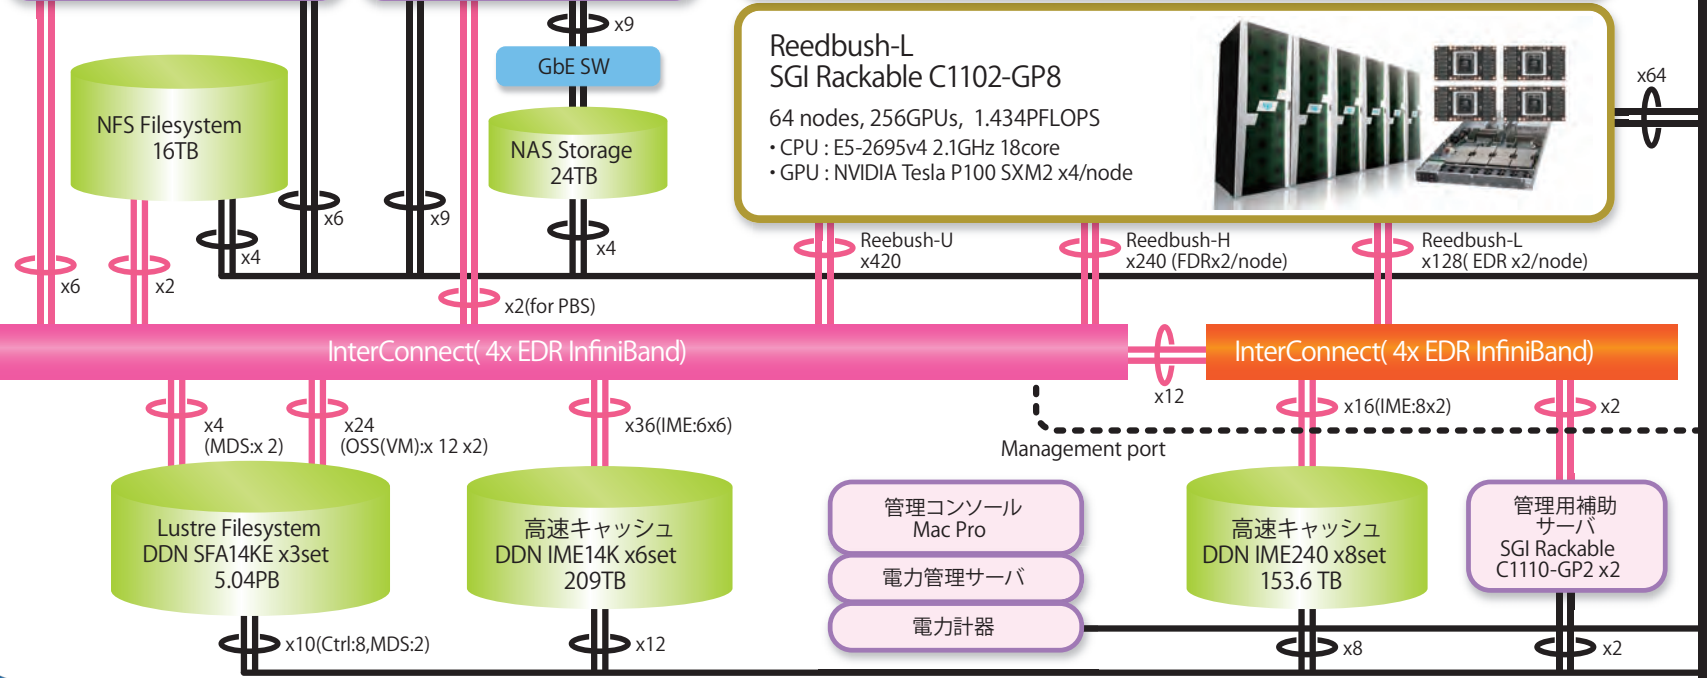 x9
GbE SW
Reedbush-L
SGI Rackable C1102-GP8
64 nodes, 256GPUs, 1.434PFLOPS
・CPU : E5-2695v4 2.1GHz 18core
・GPU : NVIDIA Tesla P100 SXM2 x4/node
x64
NFS Filesystem
16TB
NAS Storage
24TB
x6
x9
x4
x4
x6
x2
x2(for PBS)
Reebush-U
x420
Reedbush-H
x240 (FDRx2/node)
Reedbush-L
x128( EDR x2/node)
InterConnect( 4x EDR InfiniBand)
InterConnect( 4x EDR InfiniBand)
x12
x4
(MDS:x 2)
x24
(OSS(VM):x 12 x2)
x36(IME:6x6)
x16(IME:8x2)
x2
Management port
Lustre Filesystem
DDN SFA14KE x3set
5.04PB
高速キャッシュ
DDN IME14K x6set
209TB
管理コンソール
Mac Pro
電力管理サーバ
電力計器
高速キャッシュ
DDN IME240 x8set
153.6 TB
管理用補助
サーバ
SGI Rackable
C1110-GP2 x2
x10(Ctrl:8,MDS:2)
x12
x8
x2